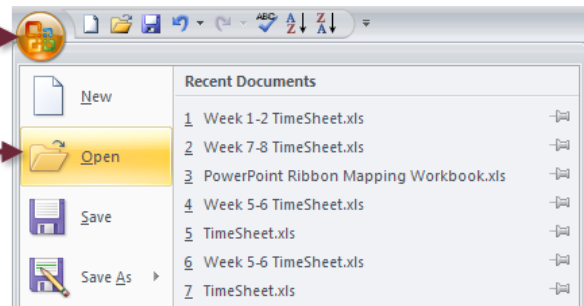 ABC A Z Z A
Recent Documents
New
1 Week 1-2 TimeSheet.xls
2 Week 7-8 TimeSheet.xls
Open
3 PowerPoint Ribbon Mapping Workbook.xls
4 Week 5-6 TimeSheet.xls
Save
5 TimeSheet.xls
6 Week 5-6 TimeSheet.xls
Save As
7 TimeSheet.xls